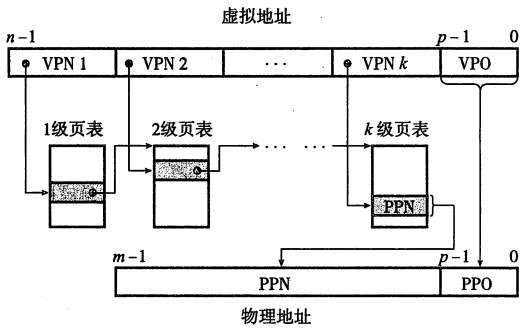 虚拟地址
n-1 p-1 0
VPN 1 VPN 2 ... VPN k VPO
1级页表 2级页表 ... ... k 级页表
PPN
m-1 p-1 0
PPN PPO
物理地址